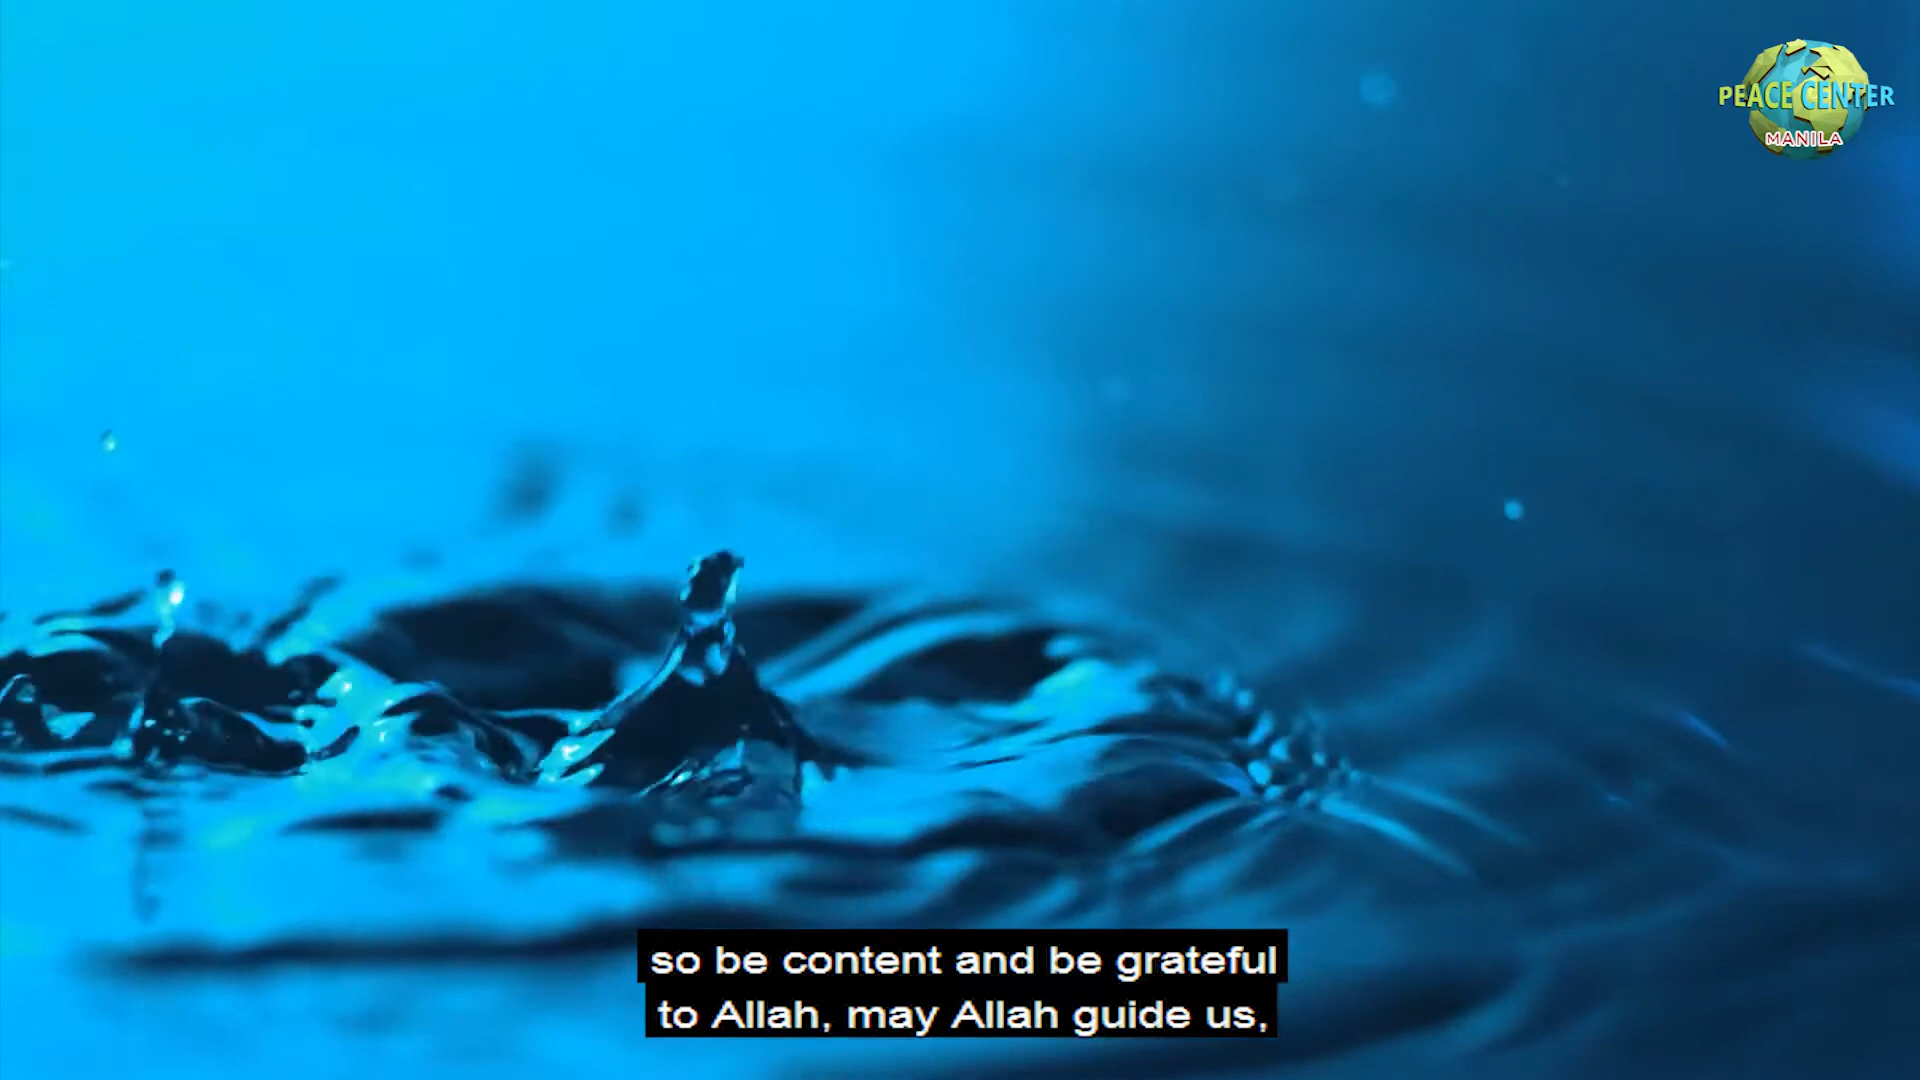 PEACE CENTER
MANILA
so be content and be grateful
to Allah, may Allah guide us,